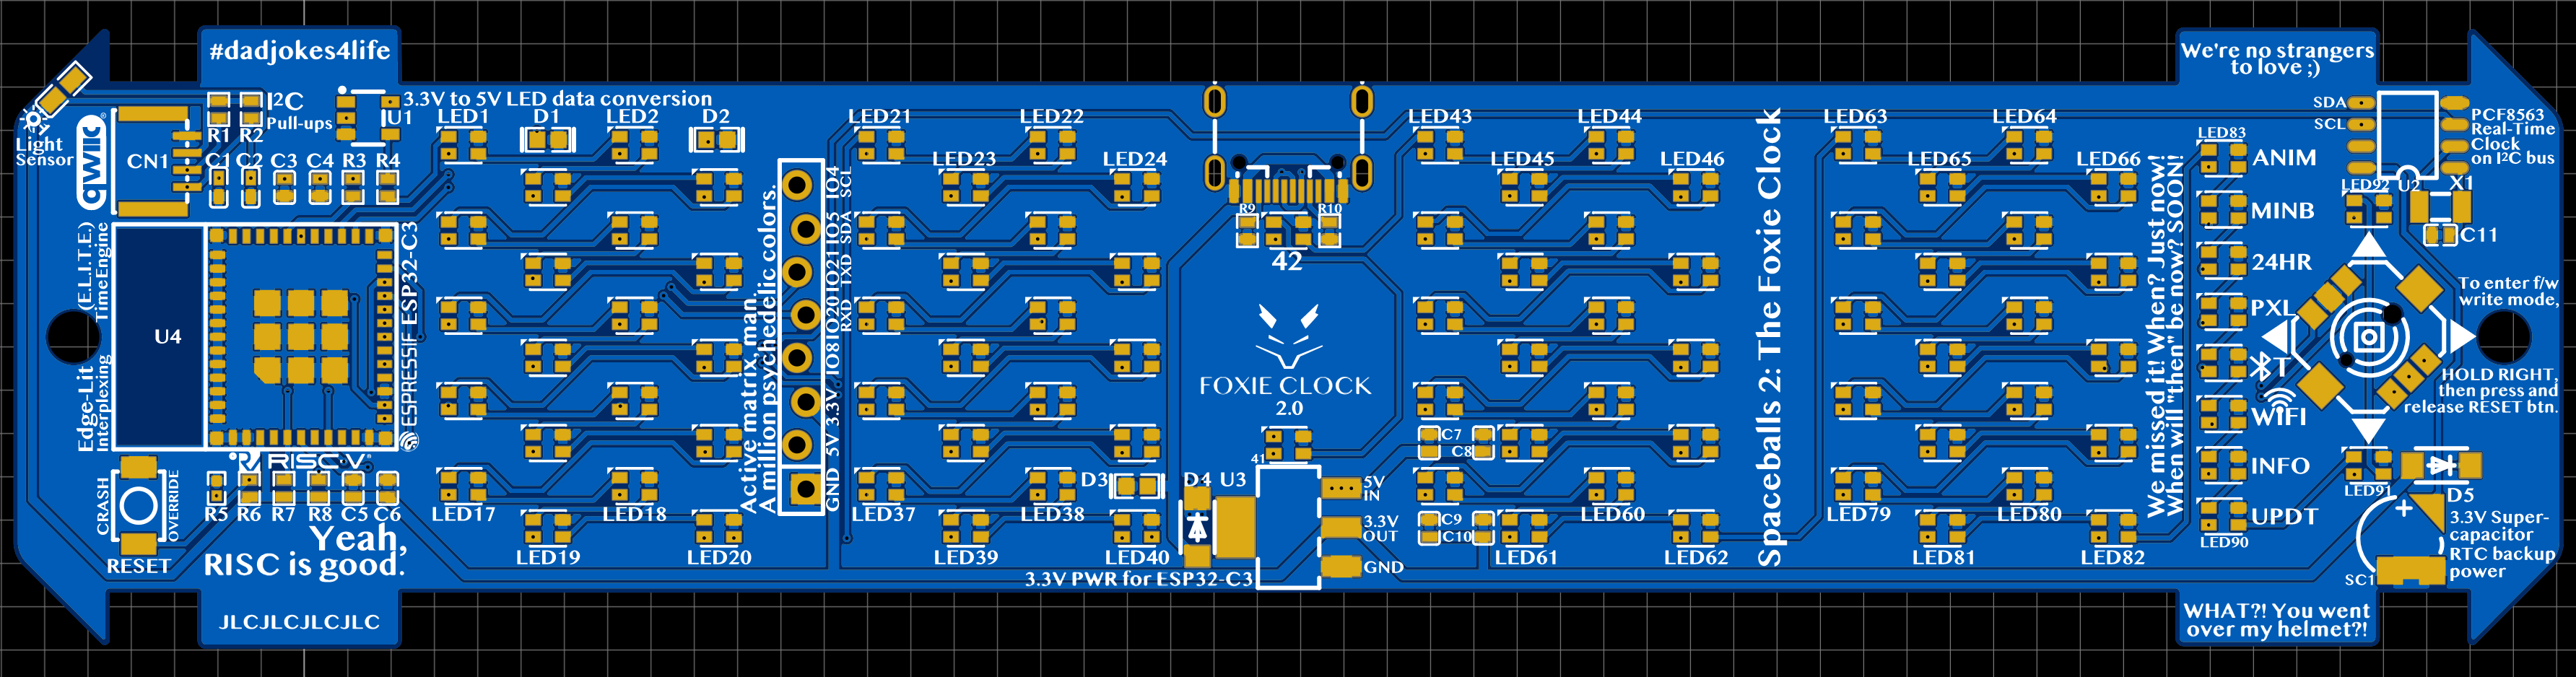 #dadjokes4life
We're no strangers
to love ;)
Light
Sensor
QWIIC
CN1
R1
R2
I²C
Pull-ups
U1
3.3V to 5V LED data conversion
C1
C2
C3
C4
R3
R4
LED1
D1
LED2
D2
LED21
LED22
LED23
LED24
LED43
LED44
LED45
LED46
LED63
LED64
LED65
LED66
SDA
SCL
PCF8563
Real-Time
Clock
on I²C bus
U2
X1
C11
LED92
LED83
ANIM
MINB
24HR
PXL
BT
WIFI
INFO
UPDT
LED90
Edge-Lit (E.L.I.T.E.)
Interplexing Time Engine
U4
ESPRESSIF ESP32-C3
RISC-V
CRASH
OVERRIDE
RESET
R5
R6
R7
R8
C5
C6
Yeah,
RISC is good.
JLCJLCJLCJLC
LED17
LED18
LED19
LED20
Active matrix, man.
A million psychedelic colors.
GND 5V 3.3V IO8 IO20 IO21 IO5 IO4
RXD TXD SDA SCL
LED37
LED38
LED39
LED40
D3
D4
U3
R9
R10
42
FOXIE CLOCK
2.0
41
5V
IN
3.3V
OUT
GND
3.3V PWR for ESP32-C3
C7
C8
C9
C10
LED60
LED61
LED62
Spaceballs 2: The Foxie Clock
LED79
LED80
LED81
LED82
We missed it! When? Just now!
When will "then" be now? SOON!
To enter f/w
write mode,
HOLD RIGHT,
then press and
release RESET btn.
LED91
D5
+
3.3V Super-
capacitor
RTC backup
power
SC1
WHAT?! You went
over my helmet?!